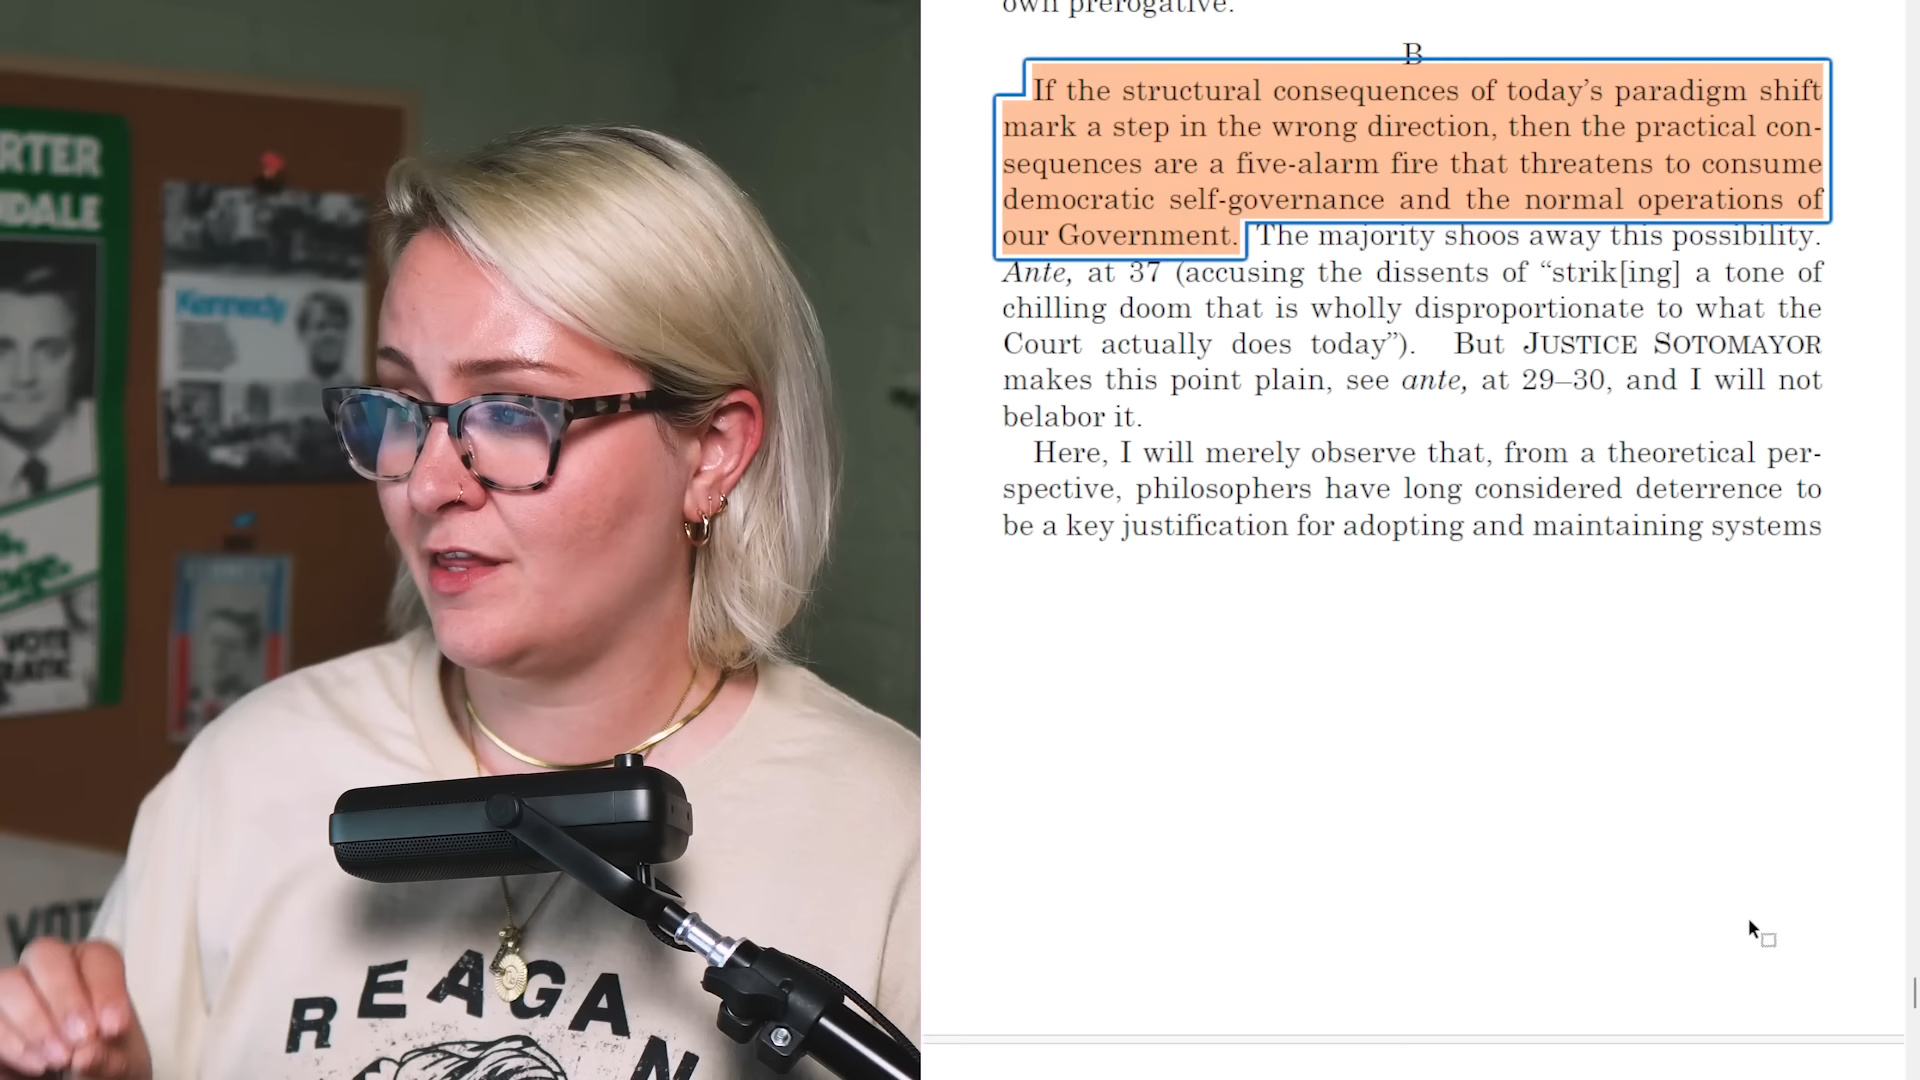 RTER
DALE
Kennedy
VOTE
VOT
REAGAN
own prerogative.
B
If the structural consequences of today’s paradigm shift
mark a step in the wrong direction, then the practical con-
sequences are a five-alarm fire that threatens to consume
democratic self-governance and the normal operations of
our Government. The majority shoos away this possibility.
Ante, at 37 (accusing the dissents of “strik[ing] a tone of
chilling doom that is wholly disproportionate to what the
Court actually does today”). But JUSTICE SOTOMAYOR
makes this point plain, see ante, at 29–30, and I will not
belabor it.
Here, I will merely observe that, from a theoretical per-
spective, philosophers have long considered deterrence to
be a key justification for adopting and maintaining systems